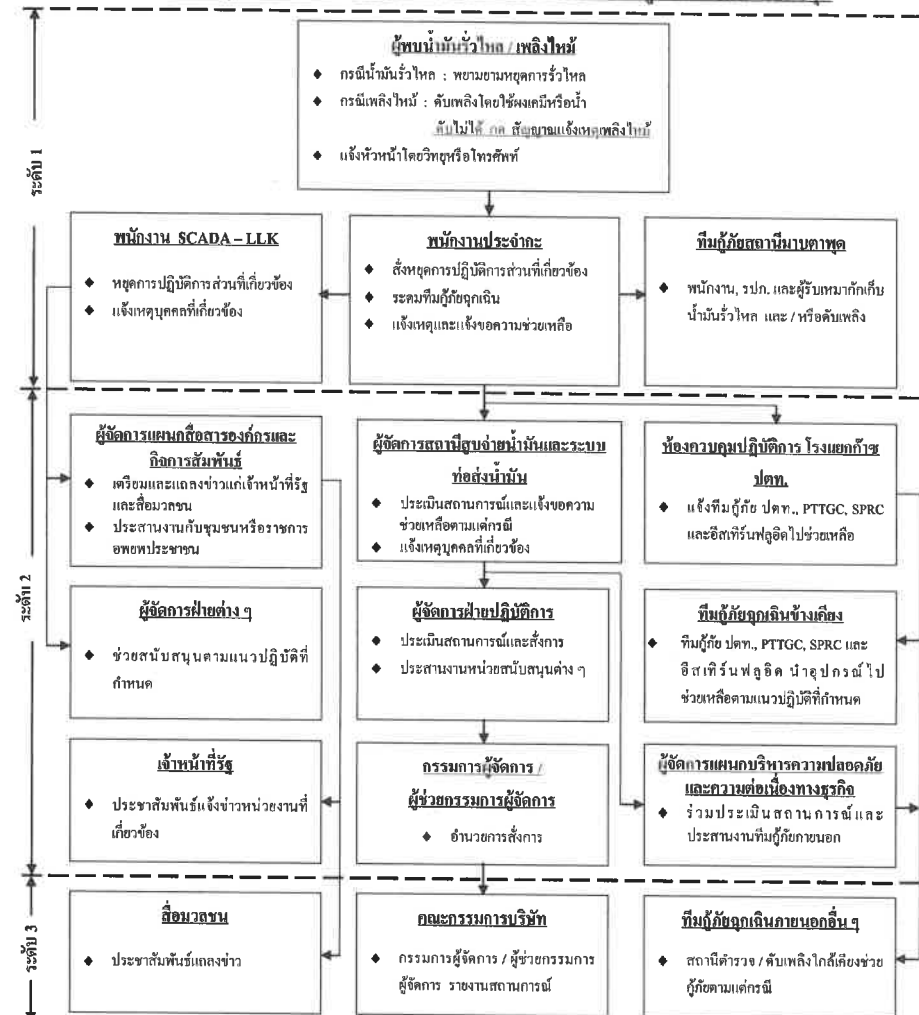 ผู้พบน้ำมันรั่วไหล / เพลิงไหม้
◆ กรณีน้ำมันรั่วไหล : พยามยามหยุดการรั่วไหล
◆ กรณีเพลิงไหม้ : ดับเพลิงโดยใช้ผงเคมีหรือน้ำ
ดับไม่ได้ กด สัญญาณแจ้งเหตุเพลิงไหม้
◆ แจ้งหัวหน้าโดยวิทยุหรือโทรศัพท์
ระดับ 1
พนักงาน SCADA – LLK
◆ หยุดการปฏิบัติการส่วนที่เกี่ยวข้อง
◆ แจ้งเหตุบุคคลที่เกี่ยวข้อง
พนักงานประจำกะ
◆ สั่งหยุดการปฏิบัติการส่วนที่เกี่ยวข้อง
◆ ระดมทีมกู้ภัยฉุกเฉิน
◆ แจ้งเหตุและแจ้งขอความช่วยเหลือ
ทีมกู้ภัยสถานีมาบตาพุด
◆ พนักงาน, รปภ. และผู้รับเหมากักเก็บ
น้ำมันรั่วไหล และ / หรือดับเพลิง
ระดับ 2
ผู้จัดการแผนกสื่อสารองค์กรและ
กิจการสัมพันธ์
◆ เตรียมและแถลงข่าวแก่เจ้าหน้าที่รัฐ
และสื่อมวลชน
◆ ประสานงานกับชุมชนหรือราชการ
อพยพประชาชน
ผู้จัดการสถานีสูบจ่ายน้ำมันและระบบ
ท่อส่งน้ำมัน
◆ ประเมินสถานการณ์และแจ้งขอความ
ช่วยเหลือตามแต่กรณี
◆ แจ้งเหตุบุคคลที่เกี่ยวข้อง
ห้องควบคุมปฏิบัติการ โรงแยกก๊าซ
ปตท.
◆ แจ้งทีมกู้ภัย ปตท., PTTGC, SPRC
และอีสเทิร์นฟลูอิดไปช่วยเหลือ
ผู้จัดการฝ่ายต่าง ๆ
◆ ช่วยสนับสนุนตามแนวปฏิบัติที่
กำหนด
ผู้จัดการฝ่ายปฏิบัติการ
◆ ประเมินสถานการณ์และสั่งการ
◆ ประสานงานหน่วยสนับสนุนต่าง ๆ
ทีมกู้ภัยฉุกเฉินข้างเคียง
◆ ทีมกู้ภัย ปตท., PTTGC, SPRC และ
อีสเทิร์นฟลูอิด นำอุปกรณ์ไป
ช่วยเหลือตามแนวปฏิบัติที่กำหนด
เจ้าหน้าที่รัฐ
◆ ประชาสัมพันธ์แจ้งข่าวหน่วยงานที่
เกี่ยวข้อง
กรรมการผู้จัดการ /
ผู้ช่วยกรรมการผู้จัดการ
◆ อำนวยการสั่งการ
ผู้จัดการแผนกบริหารความปลอดภัย
และความต่อเนื่องทางธุรกิจ
◆ ร่วมประเมินสถานการณ์และ
ประสานงานทีมกู้ภัยภายนอก
ระดับ 3
สื่อมวลชน
◆ ประชาสัมพันธ์แถลงข่าว
คณะกรรมการบริษัท
◆ กรรมการผู้จัดการ / ผู้ช่วยกรรมการ
ผู้จัดการ รายงานสถานการณ์
ทีมกู้ภัยฉุกเฉินภายนอกอื่น ๆ
◆ สถานีตำรวจ / ดับเพลิงใกล้เคียงช่วย
กู้ภัยตามแต่กรณี